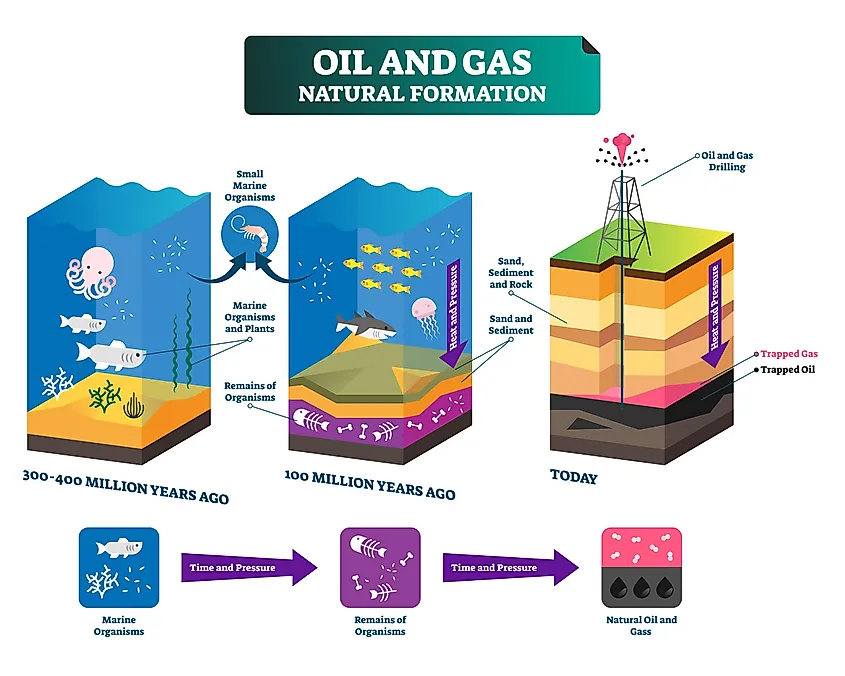 OIL AND GAS
NATURAL FORMATION
Small
Marine
Organisms
Marine
Organisms
and Plants
Remains of
Organisms
300-400 MILLION YEARS AGO
Heat and Pressure
Sand,
Sediment
and Rock
Sand and
Sediment
100 MILLION YEARS AGO
Oil and Gas
Drilling
Heat and Pressure
Trapped Gas
Trapped Oil
TODAY
Time and Pressure
Time and Pressure
Marine
Organisms
Remains of
Organisms
Natural Oil and
Gass